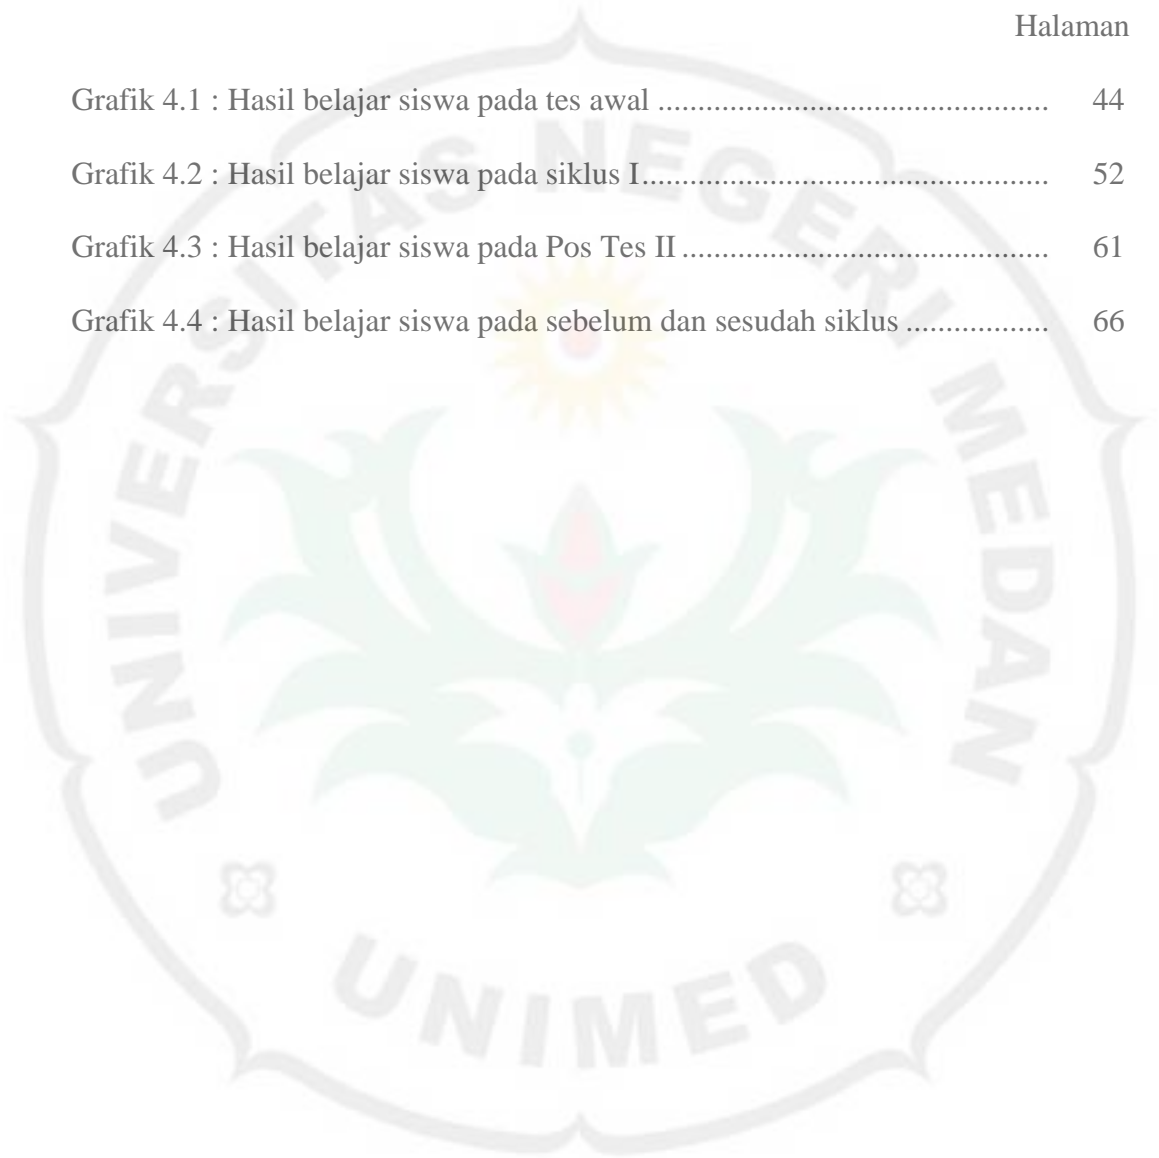 Halaman
Grafik 4.1 : Hasil belajar siswa pada tes awal ............................................... 44
Grafik 4.2 : Hasil belajar siswa pada siklus I................................................. 52
Grafik 4.3 : Hasil belajar siswa pada Pos Tes II ............................................ 61
Grafik 4.4 : Hasil belajar siswa pada sebelum dan sesudah siklus ................. 66
UNIVERSITAS NEGERI MEDAN
UNIMED